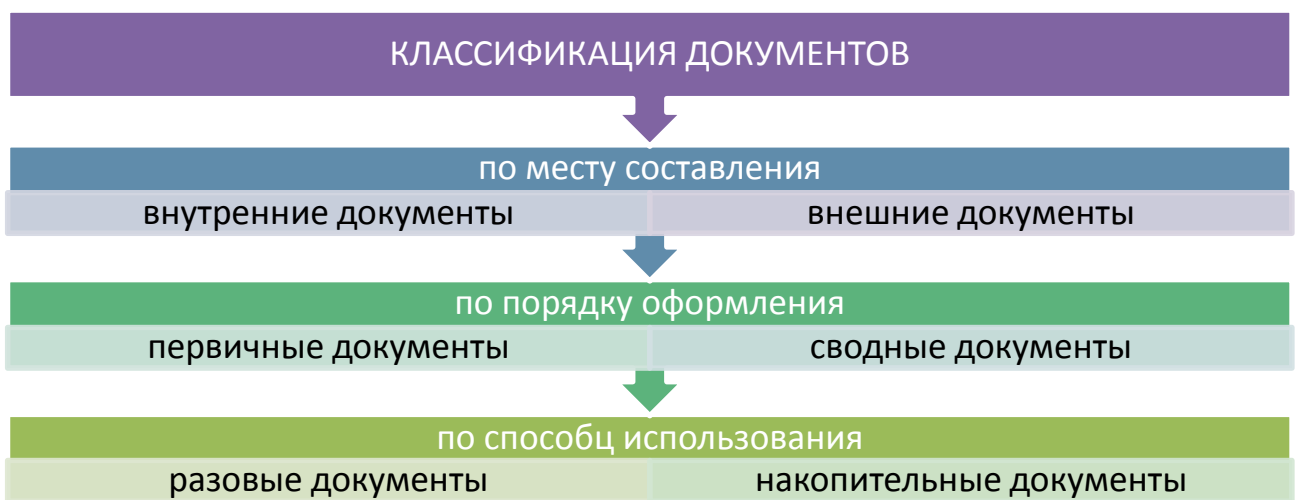 КЛАССИФИКАЦИЯ ДОКУМЕНТОВ
по месту составления
внутренние документы внешние документы
по порядку оформления
первичные документы сводные документы
по способц использования
разовые документы накопительные документы